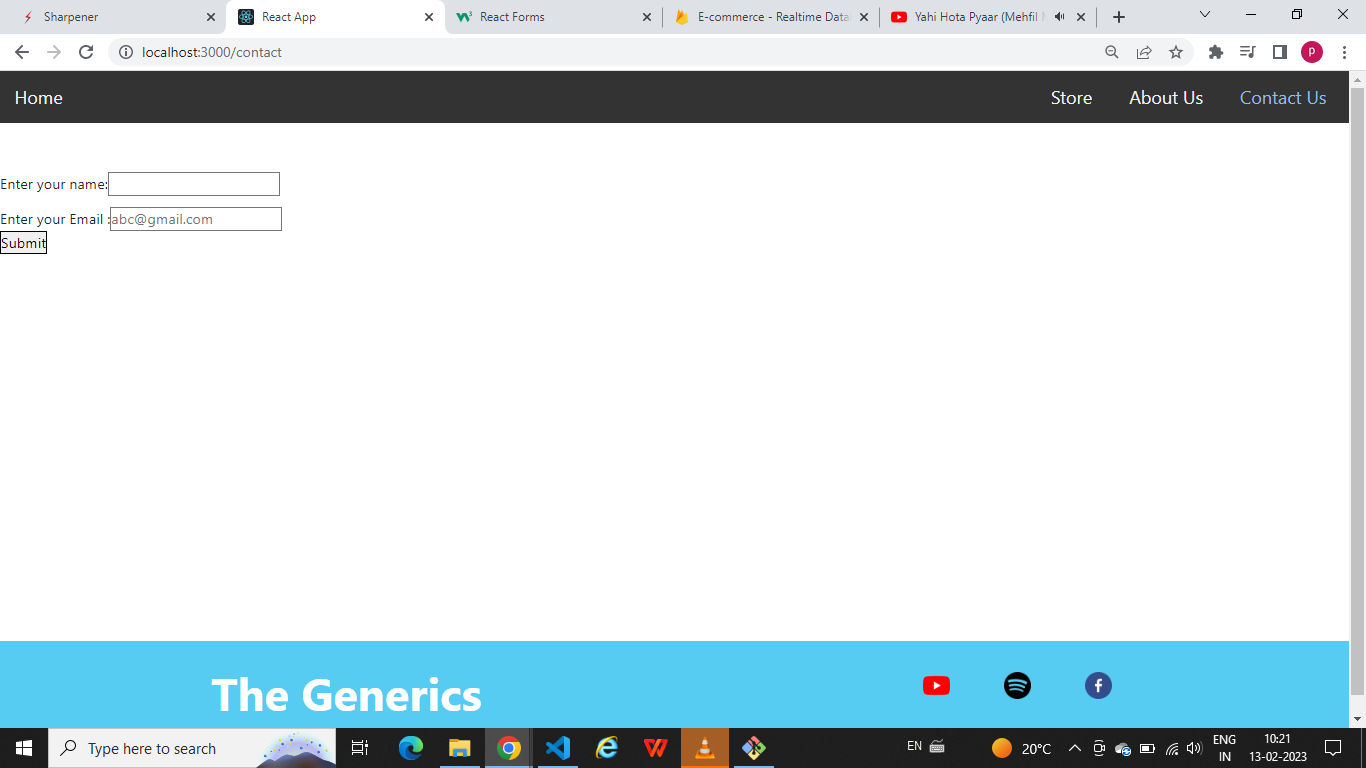 Sharpener
React App
React Forms
E-commerce - Realtime Data
Yahi Hota Pyaar (Mehfil
localhost:3000/contact
P
Home
Store
About Us
Contact Us
Enter your name:
Enter your Email :abc@gmail.com
Submit
The Generics
Type here to search
EN
20°C
ENG
IN
10:21
13-02-2023